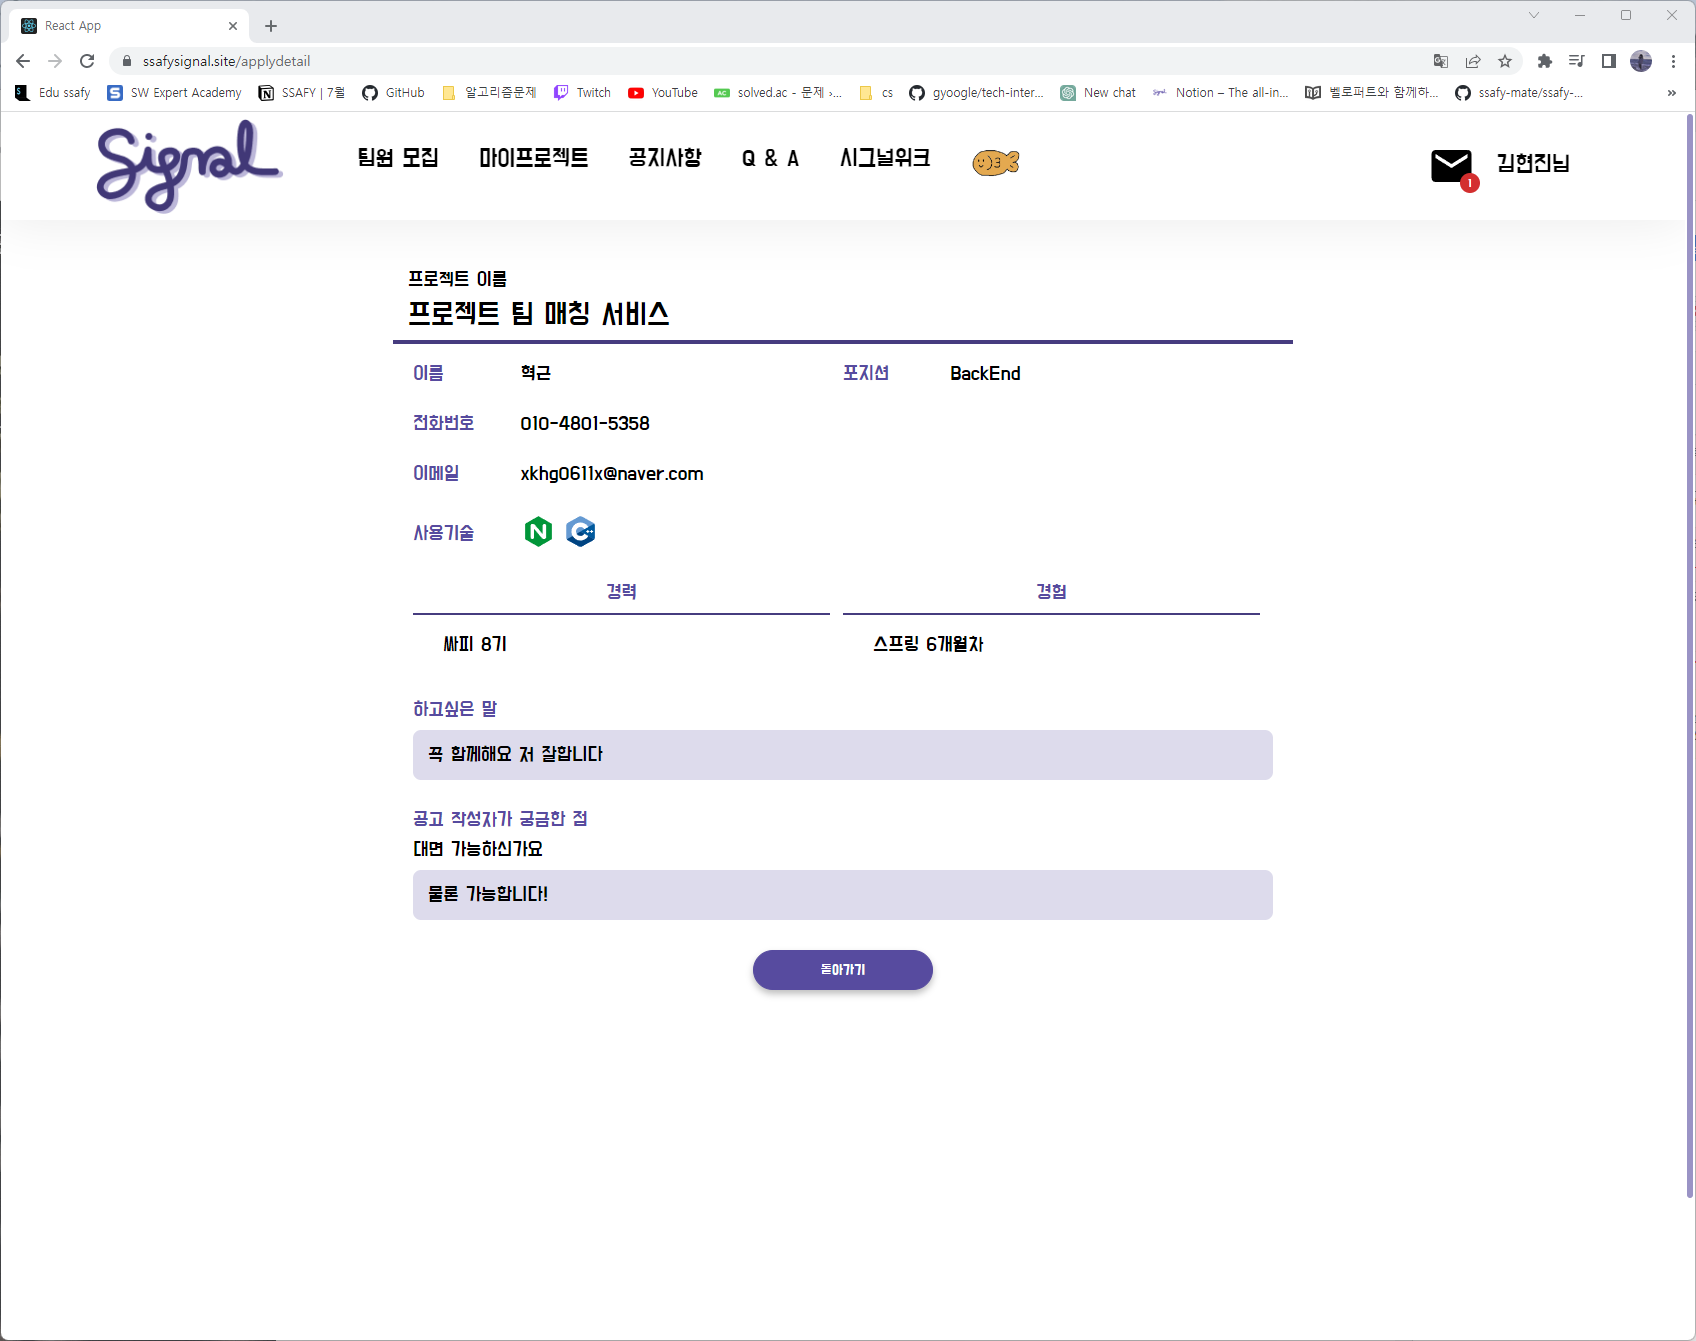 React App
ssafysignal.site/applydetail
Edu ssafy
SW Expert Academy
SSAFY | 7월
GitHub
알고리즘문제
Twitch
YouTube
solved.ac - 문제 ›...
cs
gyoogle/tech-inter...
New chat
Notion – The all-in...
벨로퍼트와 함께하...
ssafy-mate/ssafy-...
»
Signal
팀원 모집
마이프로젝트
공지사항
Q & A
시그널위크
1
김현진님
프로젝트 이름
프로젝트 팀 매칭 서비스
이름 혁근
포지션 BackEnd
전화번호 010-4801-5358
이메일 xkhg0611x@naver.com
사용기술
경력
경험
싸피 8기
스프링 6개월차
하고싶은 말
꼭 함께해요 저 잘합니다
공고 작성자가 궁금한 점
대면 가능하신가요
물론 가능합니다!
돌아가기